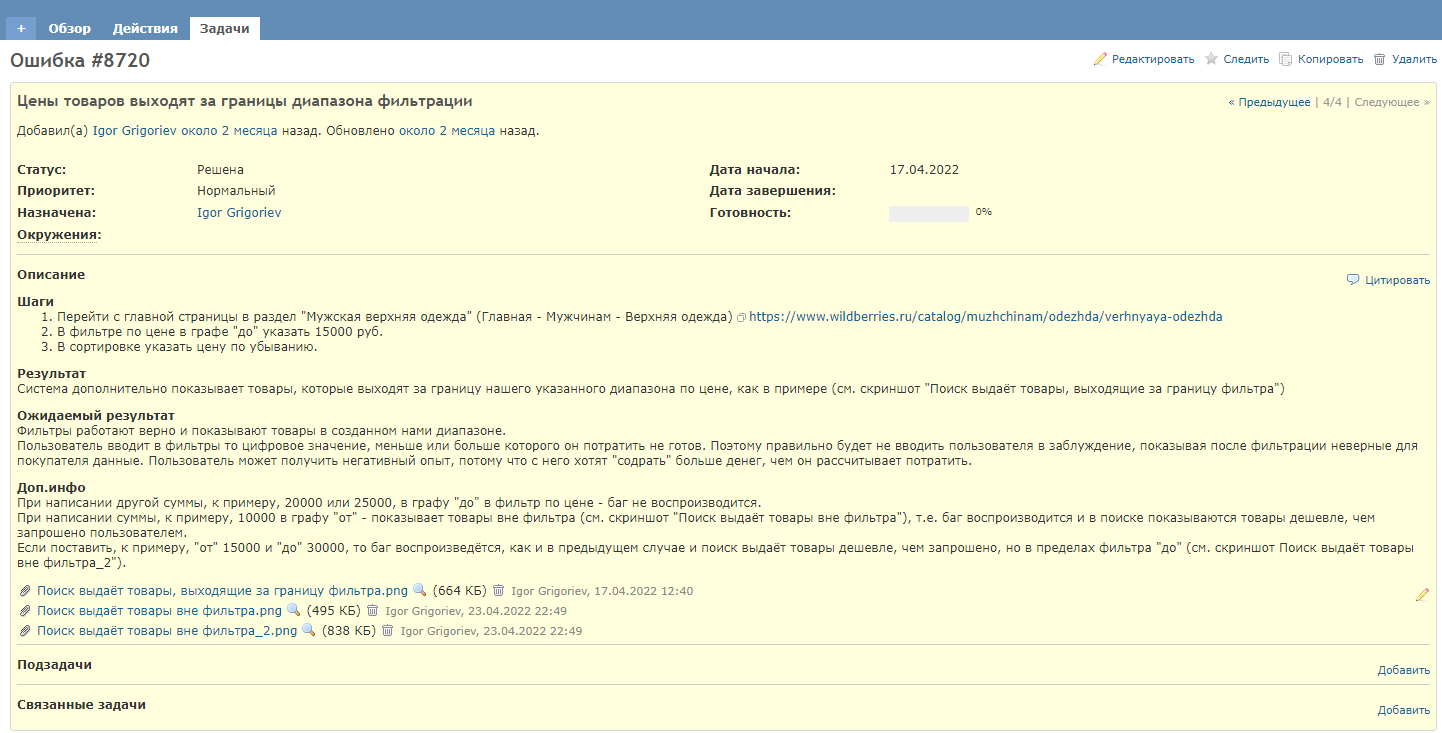 + Обзор Действия Задачи
Ошибка #8720
Редактировать Следить Копировать Удалить
Цены товаров выходят за границы диапазона фильтрации
« Предыдущее | 4/4 | Следующее »
Добавил(а) Igor Grigoriev около 2 месяца назад. Обновлено около 2 месяца назад.
Статус: Решена Дата начала: 17.04.2022
Приоритет: Нормальный Дата завершения:
Назначена: Igor Grigoriev Готовность: 0%
Окружения:
Описание
Цитировать
Шаги
1. Перейти с главной страницы в раздел "Мужская верхняя одежда" (Главная - Мужчинам - Верхняя одежда) https://www.wildberries.ru/catalog/muzhchinam/odezhda/verhnyaya-odezhda
2. В фильтре по цене в графе "до" указать 15000 руб.
3. В сортировке указать цену по убыванию.
Результат
Система дополнительно показывает товары, которые выходят за границу нашего указанного диапазона по цене, как в примере (см. скриншот "Поиск выдаёт товары, выходящие за границу фильтра")
Ожидаемый результат
Фильтры работают верно и показывают товары в созданном нами диапазоне.
Пользователь вводит в фильтры то цифровое значение, меньше или больше которого он потратить не готов. Поэтому правильно будет не вводить пользователя в заблуждение, показывая после фильтрации неверные для
покупателя данные. Пользователь может получить негативный опыт, потому что с него хотят "содрать" больше денег, чем он рассчитывает потратить.
Доп.инфо
При написании другой суммы, к примеру, 20000 или 25000, в графу "до" в фильтр по цене - баг не воспроизводится.
При написании суммы, к примеру, 10000 в графу "от" - показывает товары вне фильтра (см. скриншот "Поиск выдаёт товары вне фильтра"), т.е. баг воспроизводится и в поиске показываются товары дешевле, чем
запрошено пользователем.
Если поставить, к примеру, "от" 15000 и "до" 30000, то баг воспроизведётся, как и в предыдущем случае и поиск выдаёт товары дешевле, чем запрошено, но в пределах фильтра "до" (см. скриншот Поиск выдаёт товары
вне фильтра_2").
Поиск выдаёт товары, выходящие за границу фильтра.png (664 КБ) Igor Grigoriev, 17.04.2022 12:40
Поиск выдаёт товары вне фильтра.png (495 КБ) Igor Grigoriev, 23.04.2022 22:49
Поиск выдаёт товары вне фильтра_2.png (838 КБ) Igor Grigoriev, 23.04.2022 22:49
Подзадачи
Добавить
Связанные задачи
Добавить